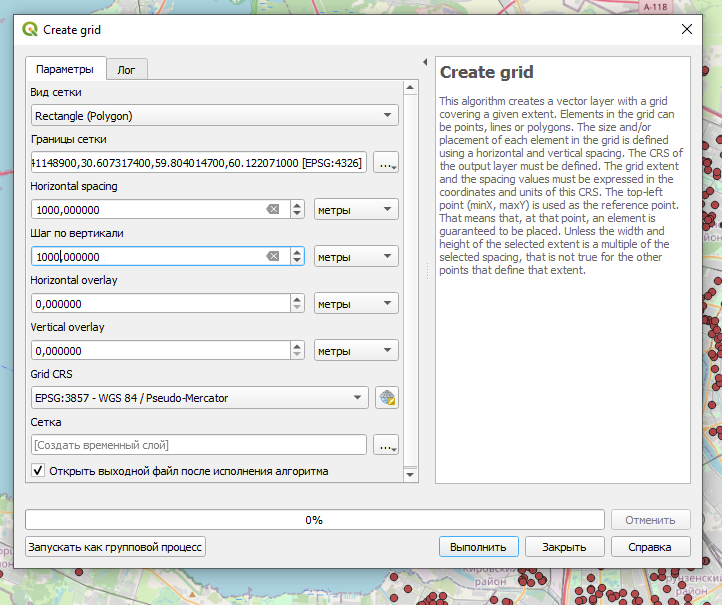 А-118
Create grid
Параметры
Лог
Вид сетки
Rectangle (Polygon)
Границы сетки
41148900,30.607317400,59.804014700,60.122071000 [EPSG:4326]
...
Horizontal spacing
1000,000000
метры
Шаг по вертикали
1000,000000
метры
Horizontal overlay
0,000000
метры
Vertical overlay
0,000000
метры
Grid CRS
EPSG:3857 - WGS 84 / Pseudo-Mercator
Сетка
[Создать временный слой]
...
Открыть выходной файл после исполнения алгоритма
Create grid
This algorithm creates a vector layer with a grid
covering a given extent. Elements in the grid can
be points, lines or polygons. The size and/or
placement of each element in the grid is defined
using a horizontal and vertical spacing. The CRS of
the output layer must be defined. The grid extent
and the spacing values must be expressed in the
coordinates and units of this CRS. The top-left
point (minX, maxY) is used as the reference point.
That means that, at that point, an element is
guaranteed to be placed. Unless the width and
height of the selected extent is a multiple of the
selected spacing, that is not true for the other
points that define that extent.
0%
Отменить
Запускать как групповой процесс
Выполнить
Закрыть
Справка
район
район